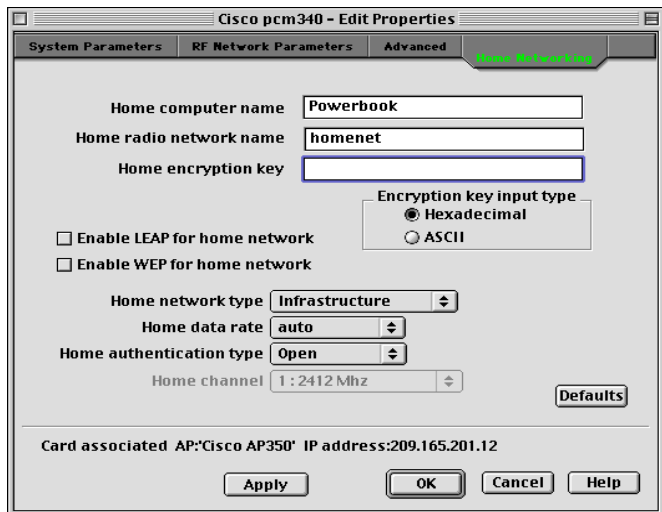 Cisco pcm340 - Edit Properties
System Parameters RF Network Parameters Advanced Home Networking
Home computer name Powerbook
Home radio network name homenet
Home encryption key
Encryption key input type
Hexadecimal
ASCII
Enable LEAP for home network
Enable WEP for home network
Home network type Infrastructure
Home data rate auto
Home authentication type Open
Home channel 1 : 2412 Mhz
Defaults
Card associated AP:'Cisco AP350' IP address:209.165.201.12
Apply OK Cancel Help